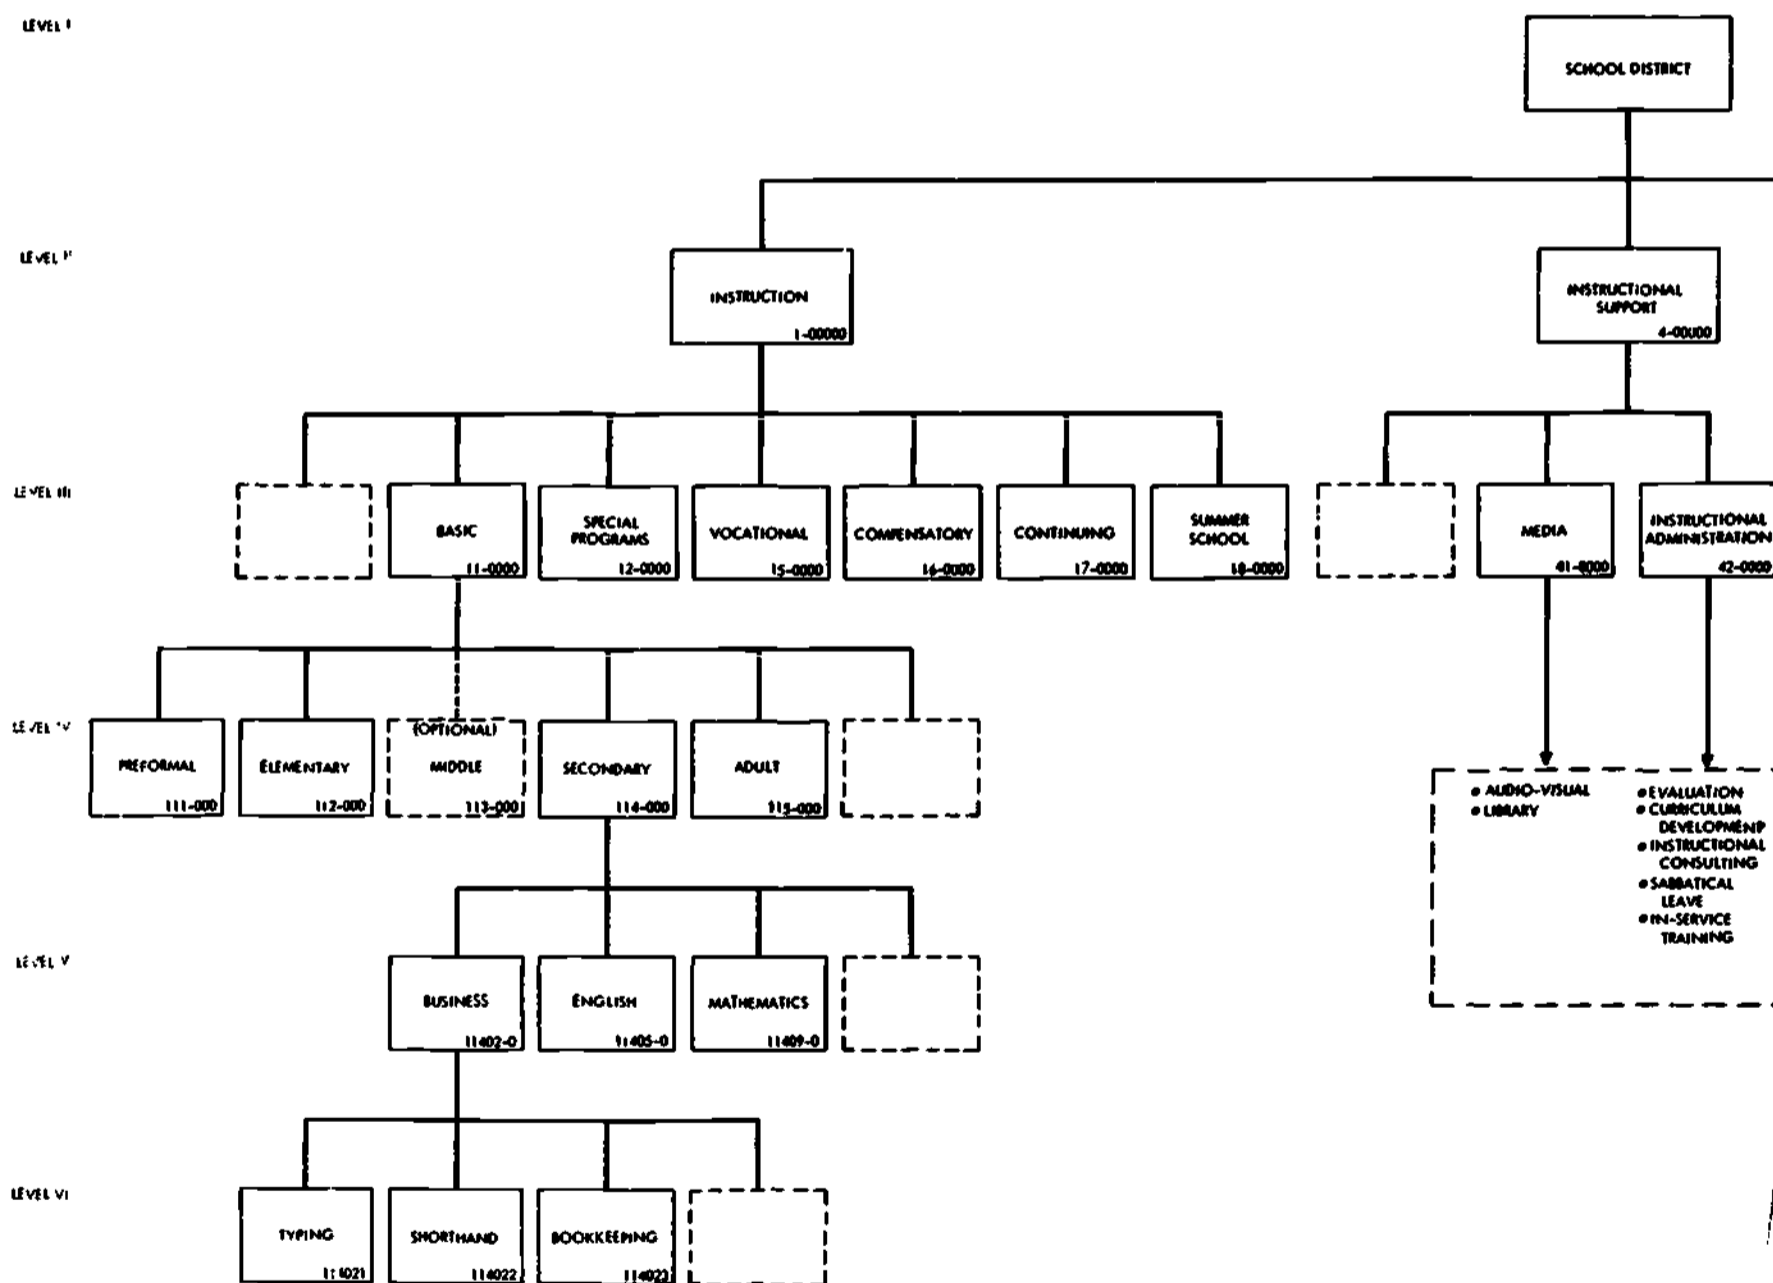 LEVEL I
SCHOOL DISTRICT
LEVEL II
INSTRUCTION
1-00000
INSTRUCTIONAL
SUPPORT
4-00000
LEVEL III
BASIC
11-0000
SPECIAL
PROGRAMS
12-0000
VOCATIONAL
15-0000
COMPENSATORY
16-0000
CONTINUING
17-0000
SUMMER
SCHOOL
18-0000
MEDIA
41-0000
INSTRUCTIONAL
ADMINISTRATION
42-0000
LEVEL IV
PREFORMAL
111-000
ELEMENTARY
112-000
(OPTIONAL)
MIDDLE
113-000
SECONDARY
114-000
ADULT
115-000
• AUDIO-VISUAL
• LIBRARY
• EVALUATION
• CURRICULUM
DEVELOPMENT
• INSTRUCTIONAL
CONSULTING
• SABBATICAL
LEAVE
• IN-SERVICE
TRAINING
LEVEL V
BUSINESS
11402-0
ENGLISH
11405-0
MATHEMATICS
11409-0
LEVEL VI
TYPING
114021
SHORTHAND
114022
BOOKKEEPING
114023